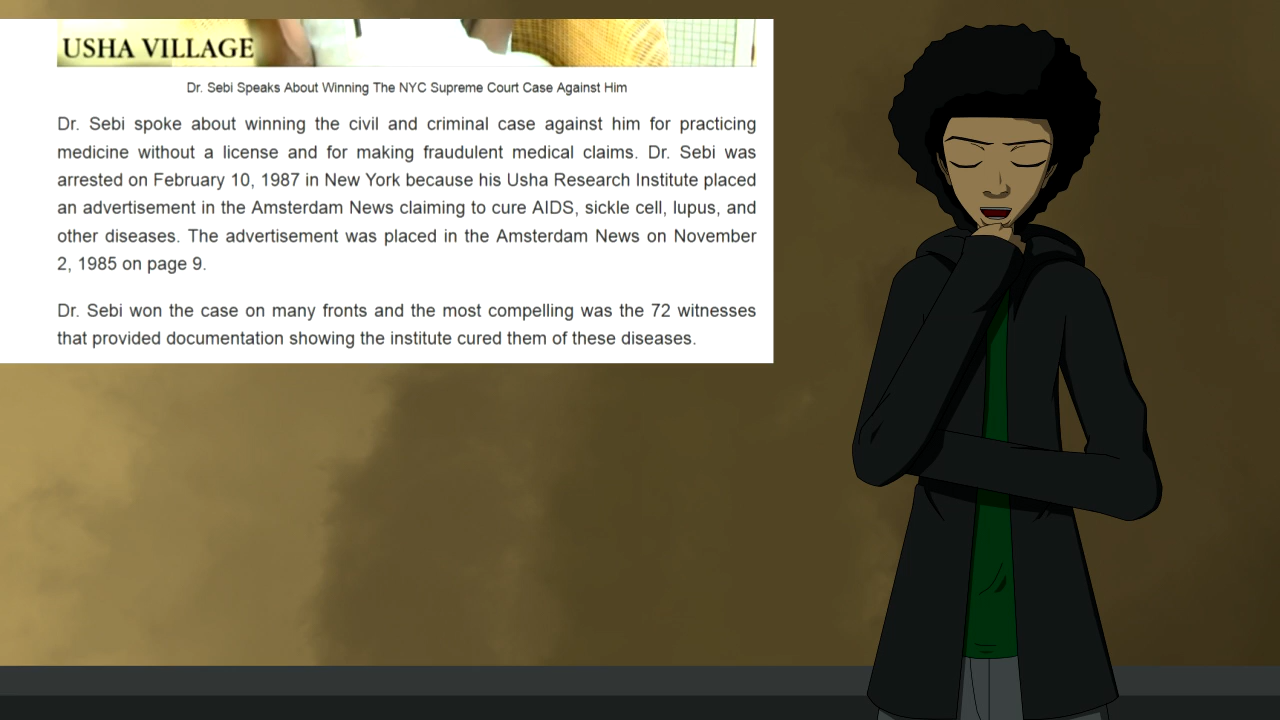 USHA VILLAGE
Dr. Sebi Speaks About Winning The NYC Supreme Court Case Against Him
Dr. Sebi spoke about winning the civil and criminal case against him for practicing
medicine without a license and for making fraudulent medical claims. Dr. Sebi was
arrested on February 10, 1987 in New York because his Usha Research Institute placed
an advertisement in the Amsterdam News claiming to cure AIDS, sickle cell, lupus, and
other diseases. The advertisement was placed in the Amsterdam News on November
2, 1985 on page 9.
Dr. Sebi won the case on many fronts and the most compelling was the 72 witnesses
that provided documentation showing the institute cured them of these diseases.